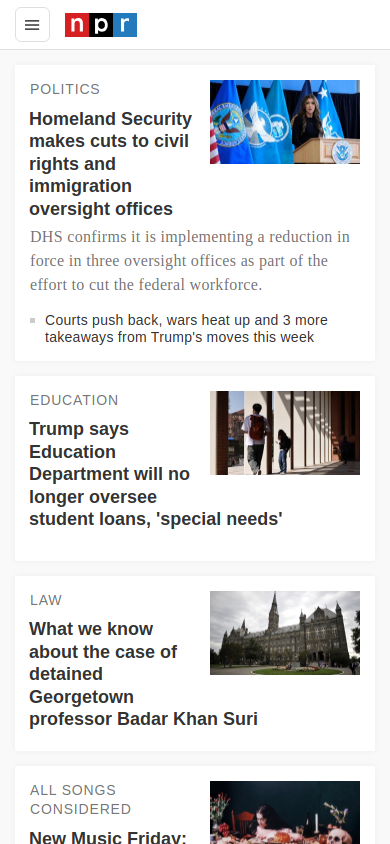 npr
POLITICS
Homeland Security
makes cuts to civil
rights and
immigration
oversight offices
DHS confirms it is implementing a reduction in
force in three oversight offices as part of the
effort to cut the federal workforce.
Courts push back, wars heat up and 3 more
takeaways from Trump's moves this week
EDUCATION
Trump says
Education
Department will no
longer oversee
student loans, 'special needs'
LAW
What we know
about the case of
detained
Georgetown
professor Badar Khan Suri
ALL SONGS
CONSIDERED
New Music Friday: